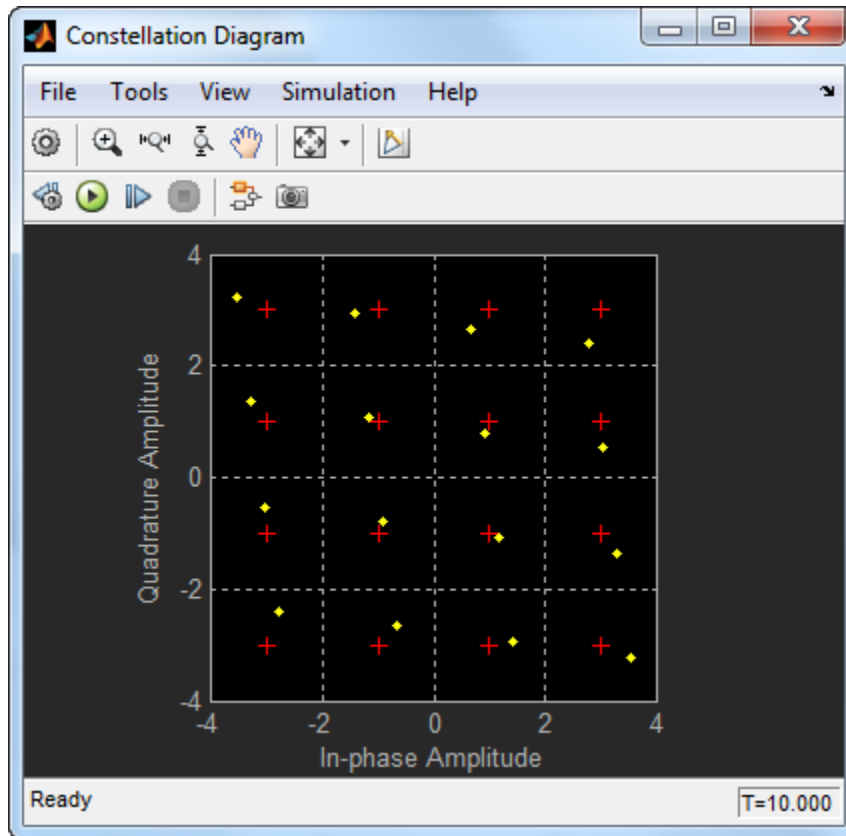 Constellation Diagram
File Tools View Simulation Help
4
2
0
-2
-4
Quadrature Amplitude
-4 -2 0 2 4
In-phase Amplitude
Ready T=10.000